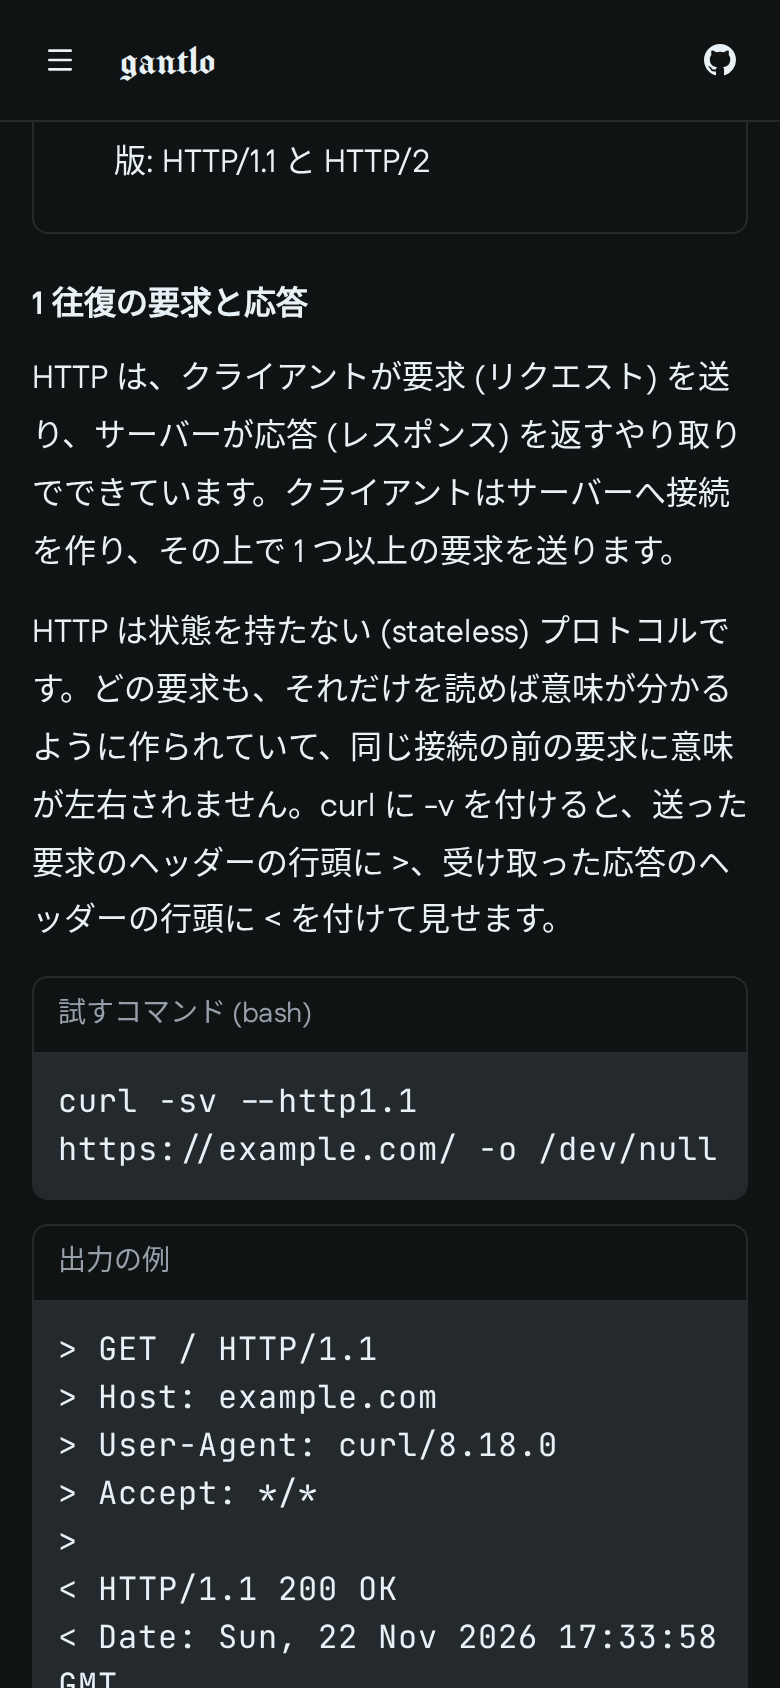 gantlo
版: HTTP/1.1 と HTTP/2
1 往復の要求と応答
HTTP は、クライアントが要求 (リクエスト) を送
り、サーバーが応答 (レスポンス) を返すやり取り
でできています。クライアントはサーバーへ接続
を作り、その上で 1 つ以上の要求を送ります。
HTTP は状態を持たない (stateless) プロトコルで
す。どの要求も、それだけを読めば意味が分かる
ように作られていて、同じ接続の前の要求に意味
が左右されません。curl に -v を付けると、送った
要求のヘッダーの行頭に >、受け取った応答のヘ
ッダーの行頭に < を付けて見せます。
試すコマンド (bash)
curl -sv --http1.1
https://example.com/ -o /dev/null
出力の例
> GET / HTTP/1.1
> Host: example.com
> User-Agent: curl/8.18.0
> Accept: */*
>
< HTTP/1.1 200 OK
< Date: Sun, 22 Nov 2026 17:33:58
GMT